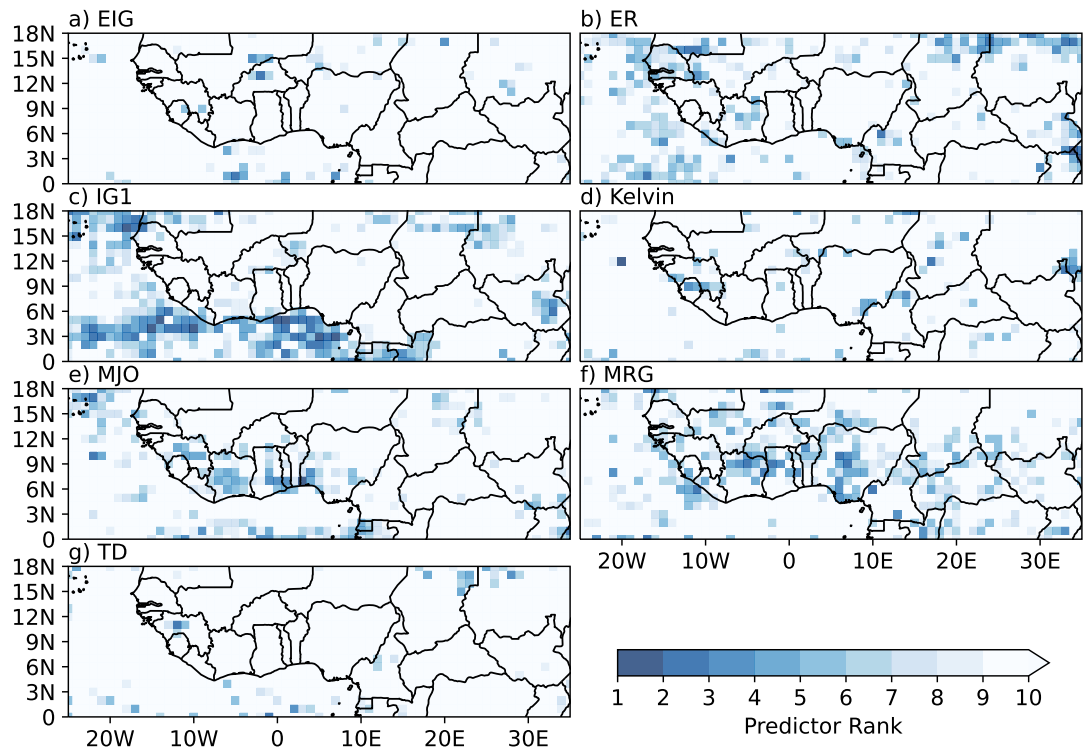 a) EIG
b) ER
18N
15N
12N
9N
6N
3N
0
c) IG1
d) Kelvin
18N
15N
12N
9N
6N
3N
0
e) MJO
f) MRG
18N
15N
12N
9N
6N
3N
0
20W 10W 0 10E 20E 30E
g) TD
18N
15N
12N
9N
6N
3N
0
20W 10W 0 10E 20E 30E
1 2 3 4 5 6 7 8 9 10
Predictor Rank